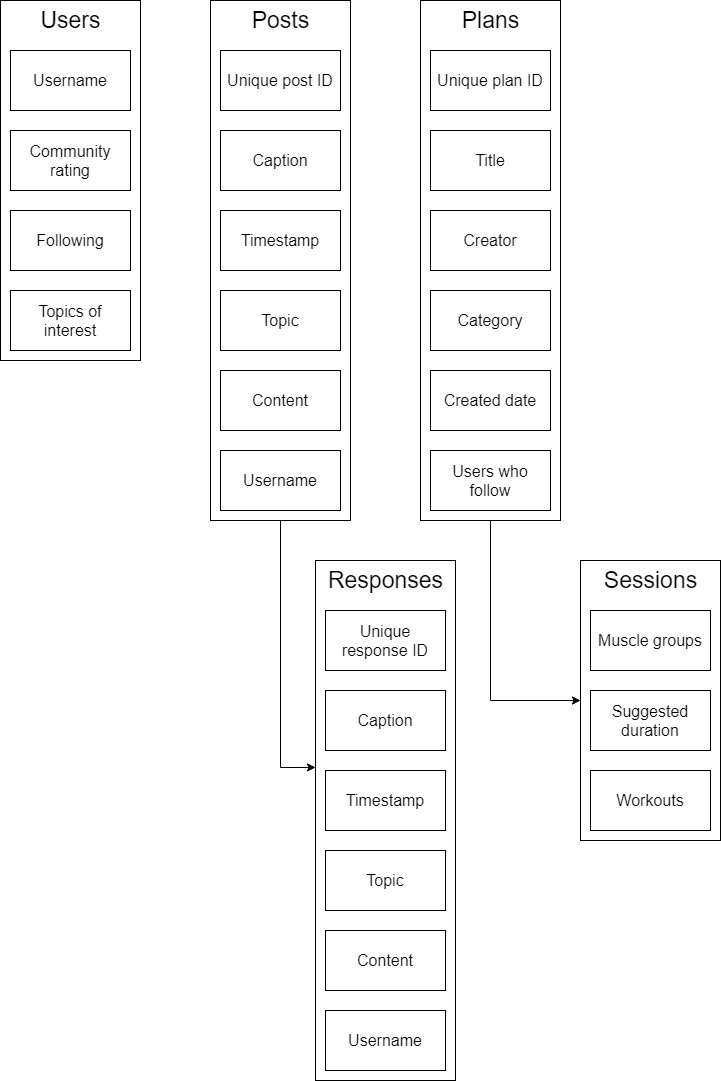 Users
Username
Community
rating
Following
Topics of
interest
Posts
Unique post ID
Caption
Timestamp
Topic
Content
Username
Plans
Unique plan ID
Title
Creator
Category
Created date
Users who
follow
Responses
Unique
response ID
Caption
Timestamp
Topic
Content
Username
Sessions
Muscle groups
Suggested
duration
Workouts